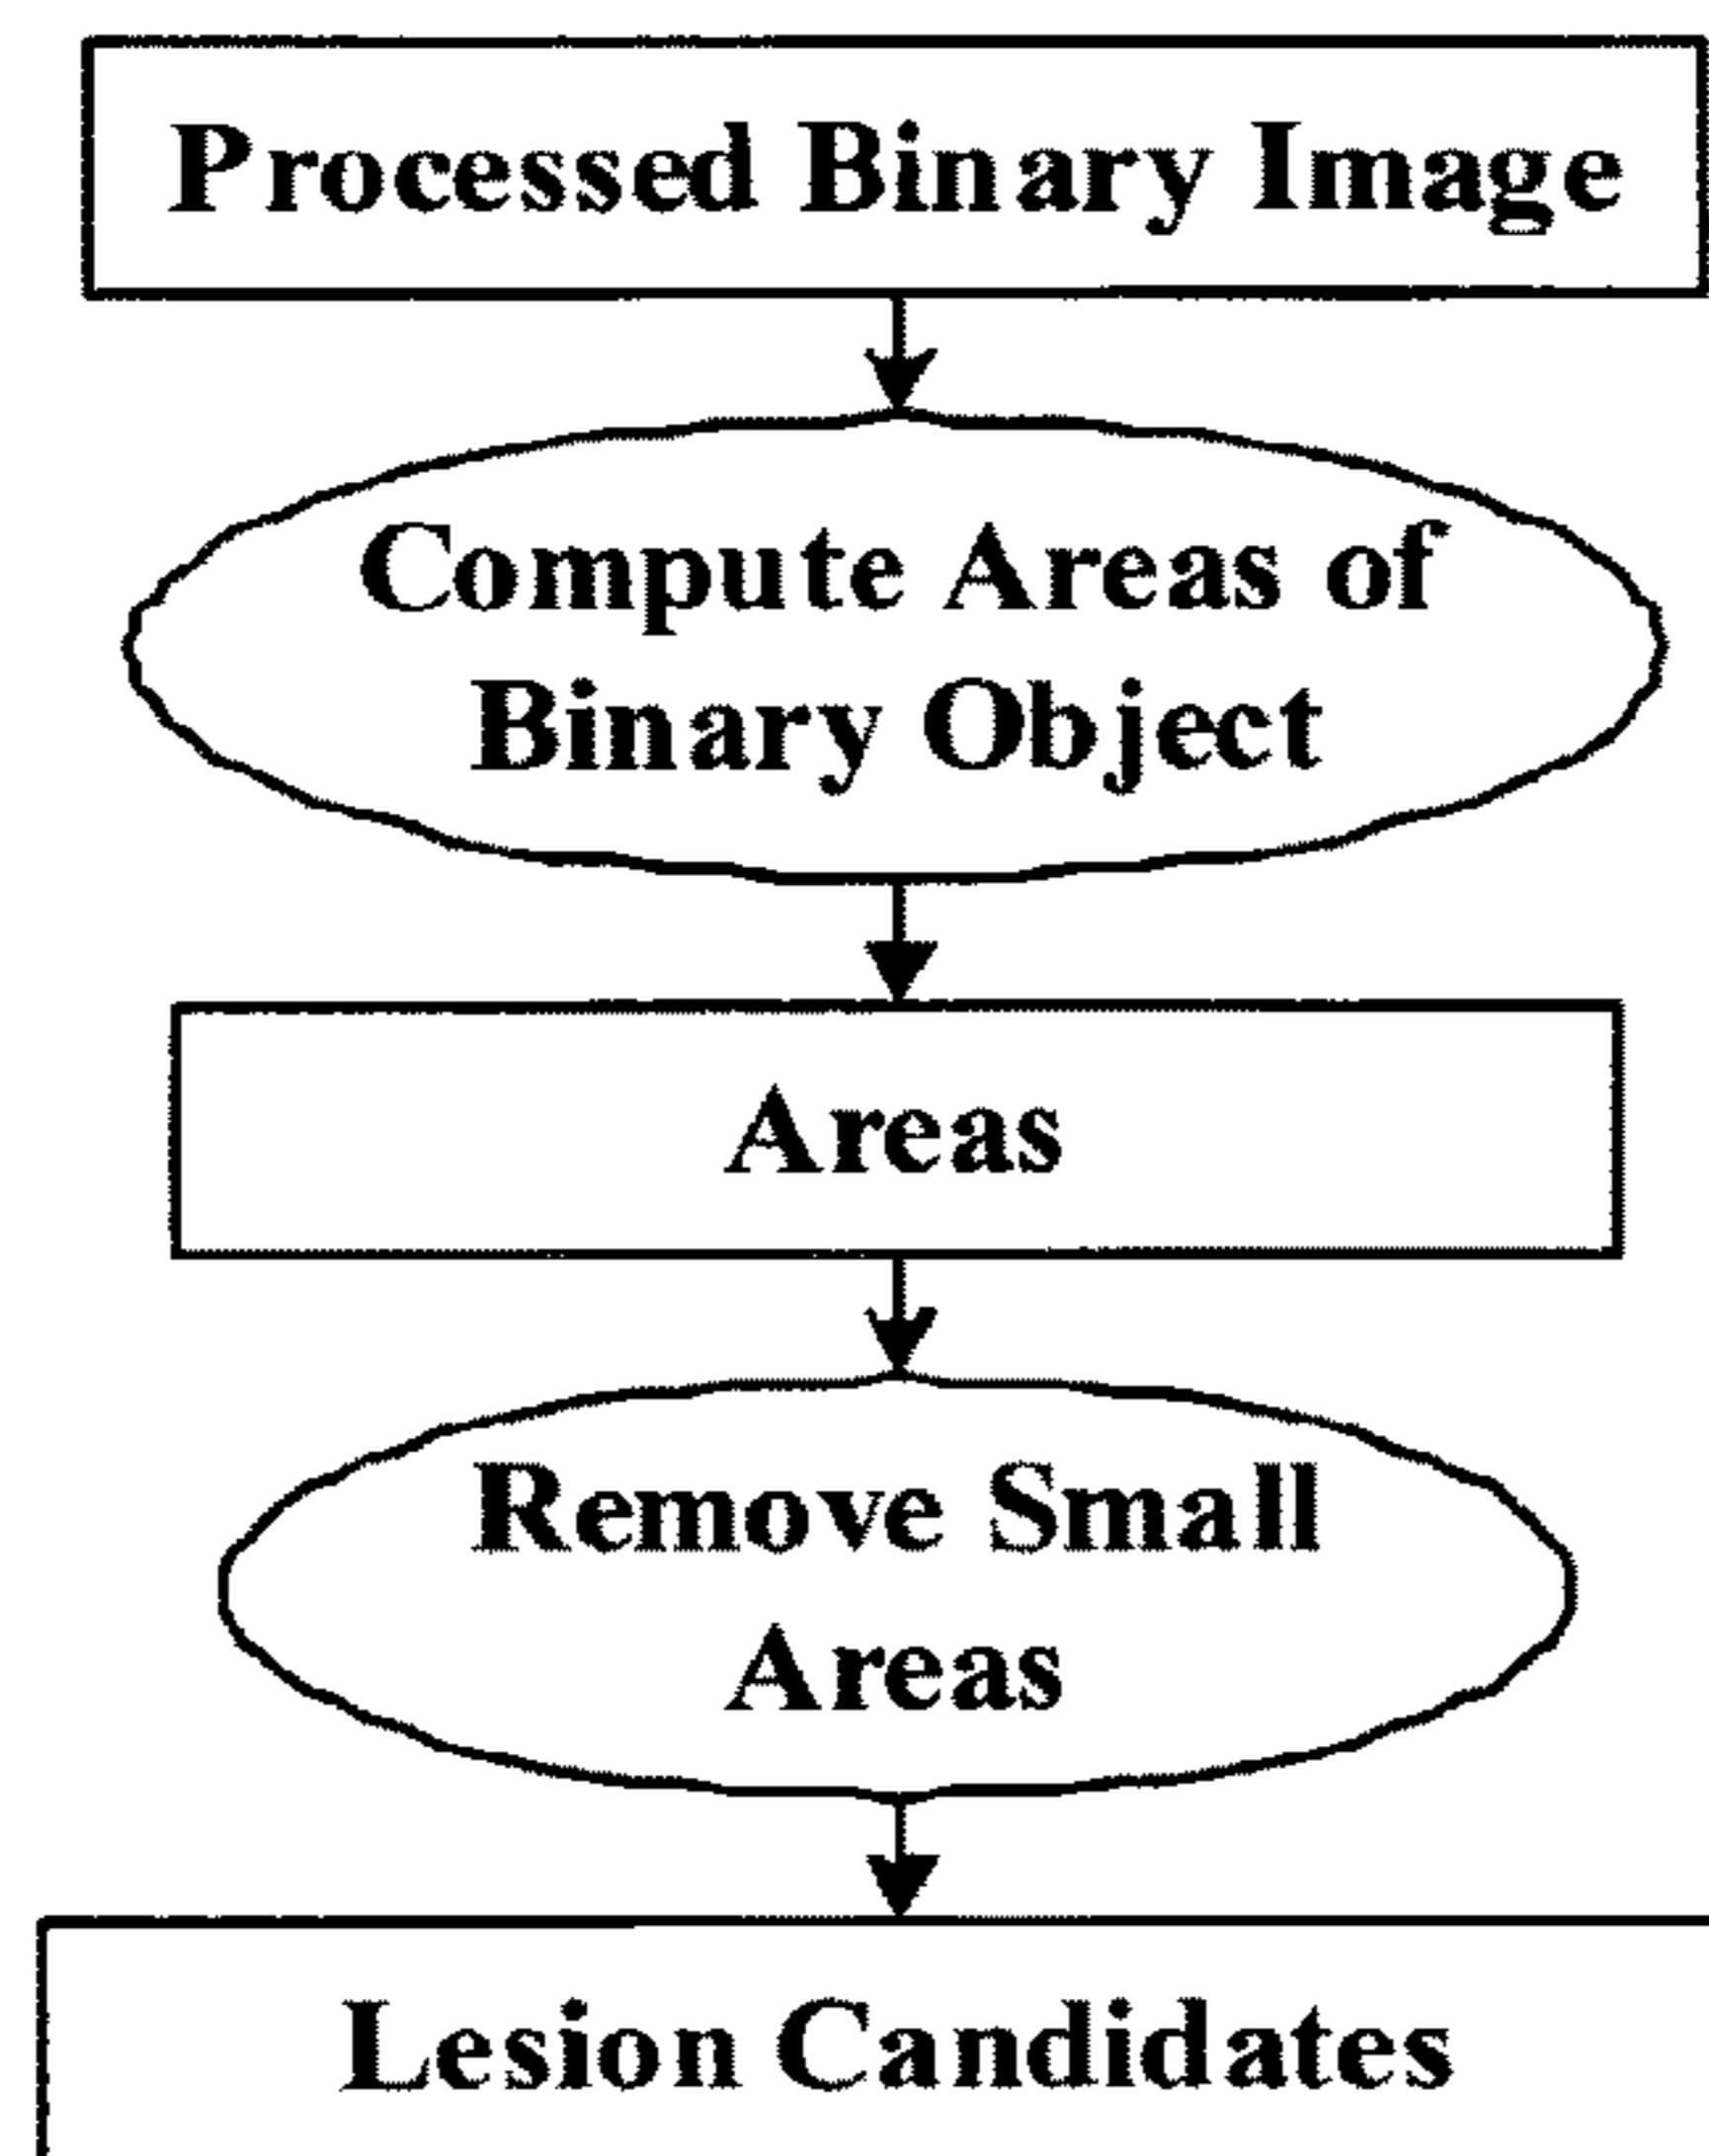 Processed Binary Image
Compute Areas of
Binary Object
Areas
Remove Small
Areas
Lesion Candidates